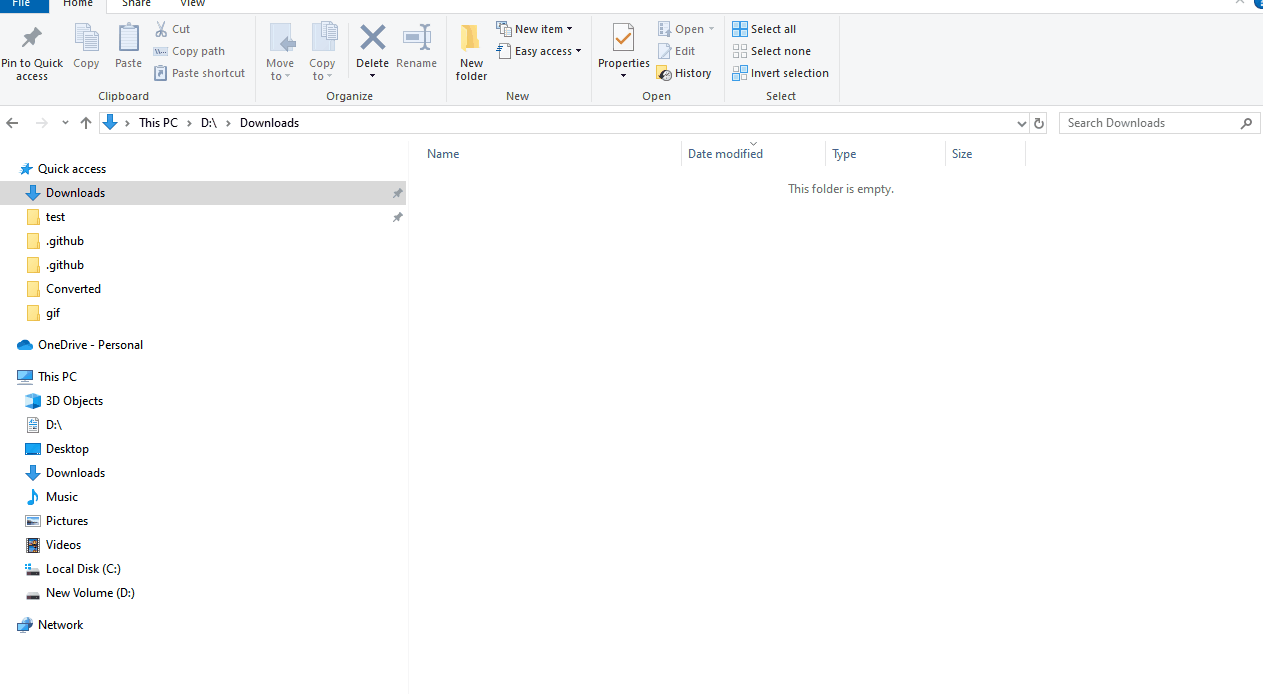 File Home Share View
Pin to Quick access
Copy
Paste
Cut
Copy path
Paste shortcut
Clipboard
Move to
Copy to
Delete
Rename
Organize
New folder
New item
Easy access
New
Properties
Open
Edit
History
Open
Select all
Select none
Invert selection
Select
This PC > D:\ > Downloads
Search Downloads
Name Date modified Type Size
This folder is empty.
Quick access
Downloads
test
.github
.github
Converted
gif
OneDrive - Personal
This PC
3D Objects
D:\
Desktop
Downloads
Music
Pictures
Videos
Local Disk (C:)
New Volume (D:)
Network